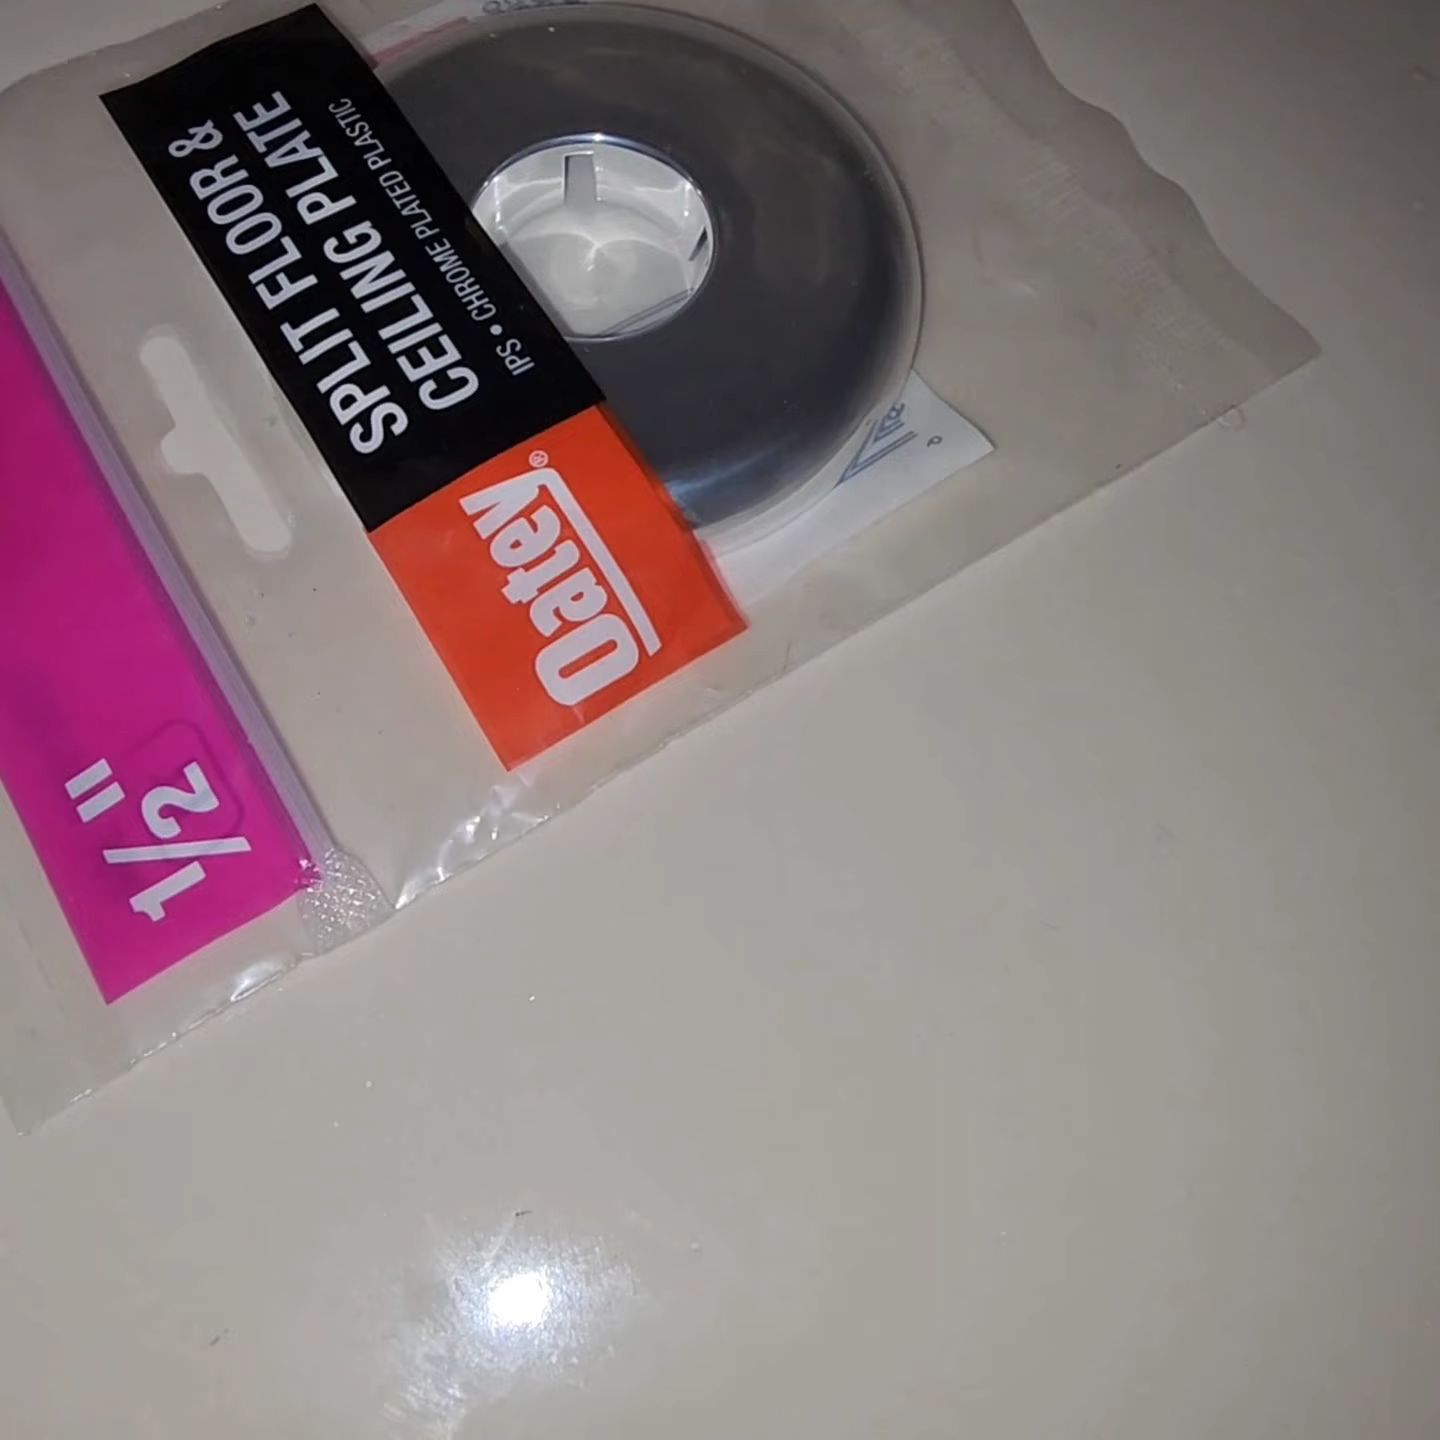 SPLIT FLOOR &
CEILING PLATE
IPS • CHROME PLATED PLASTIC
Oatey®
1/2"